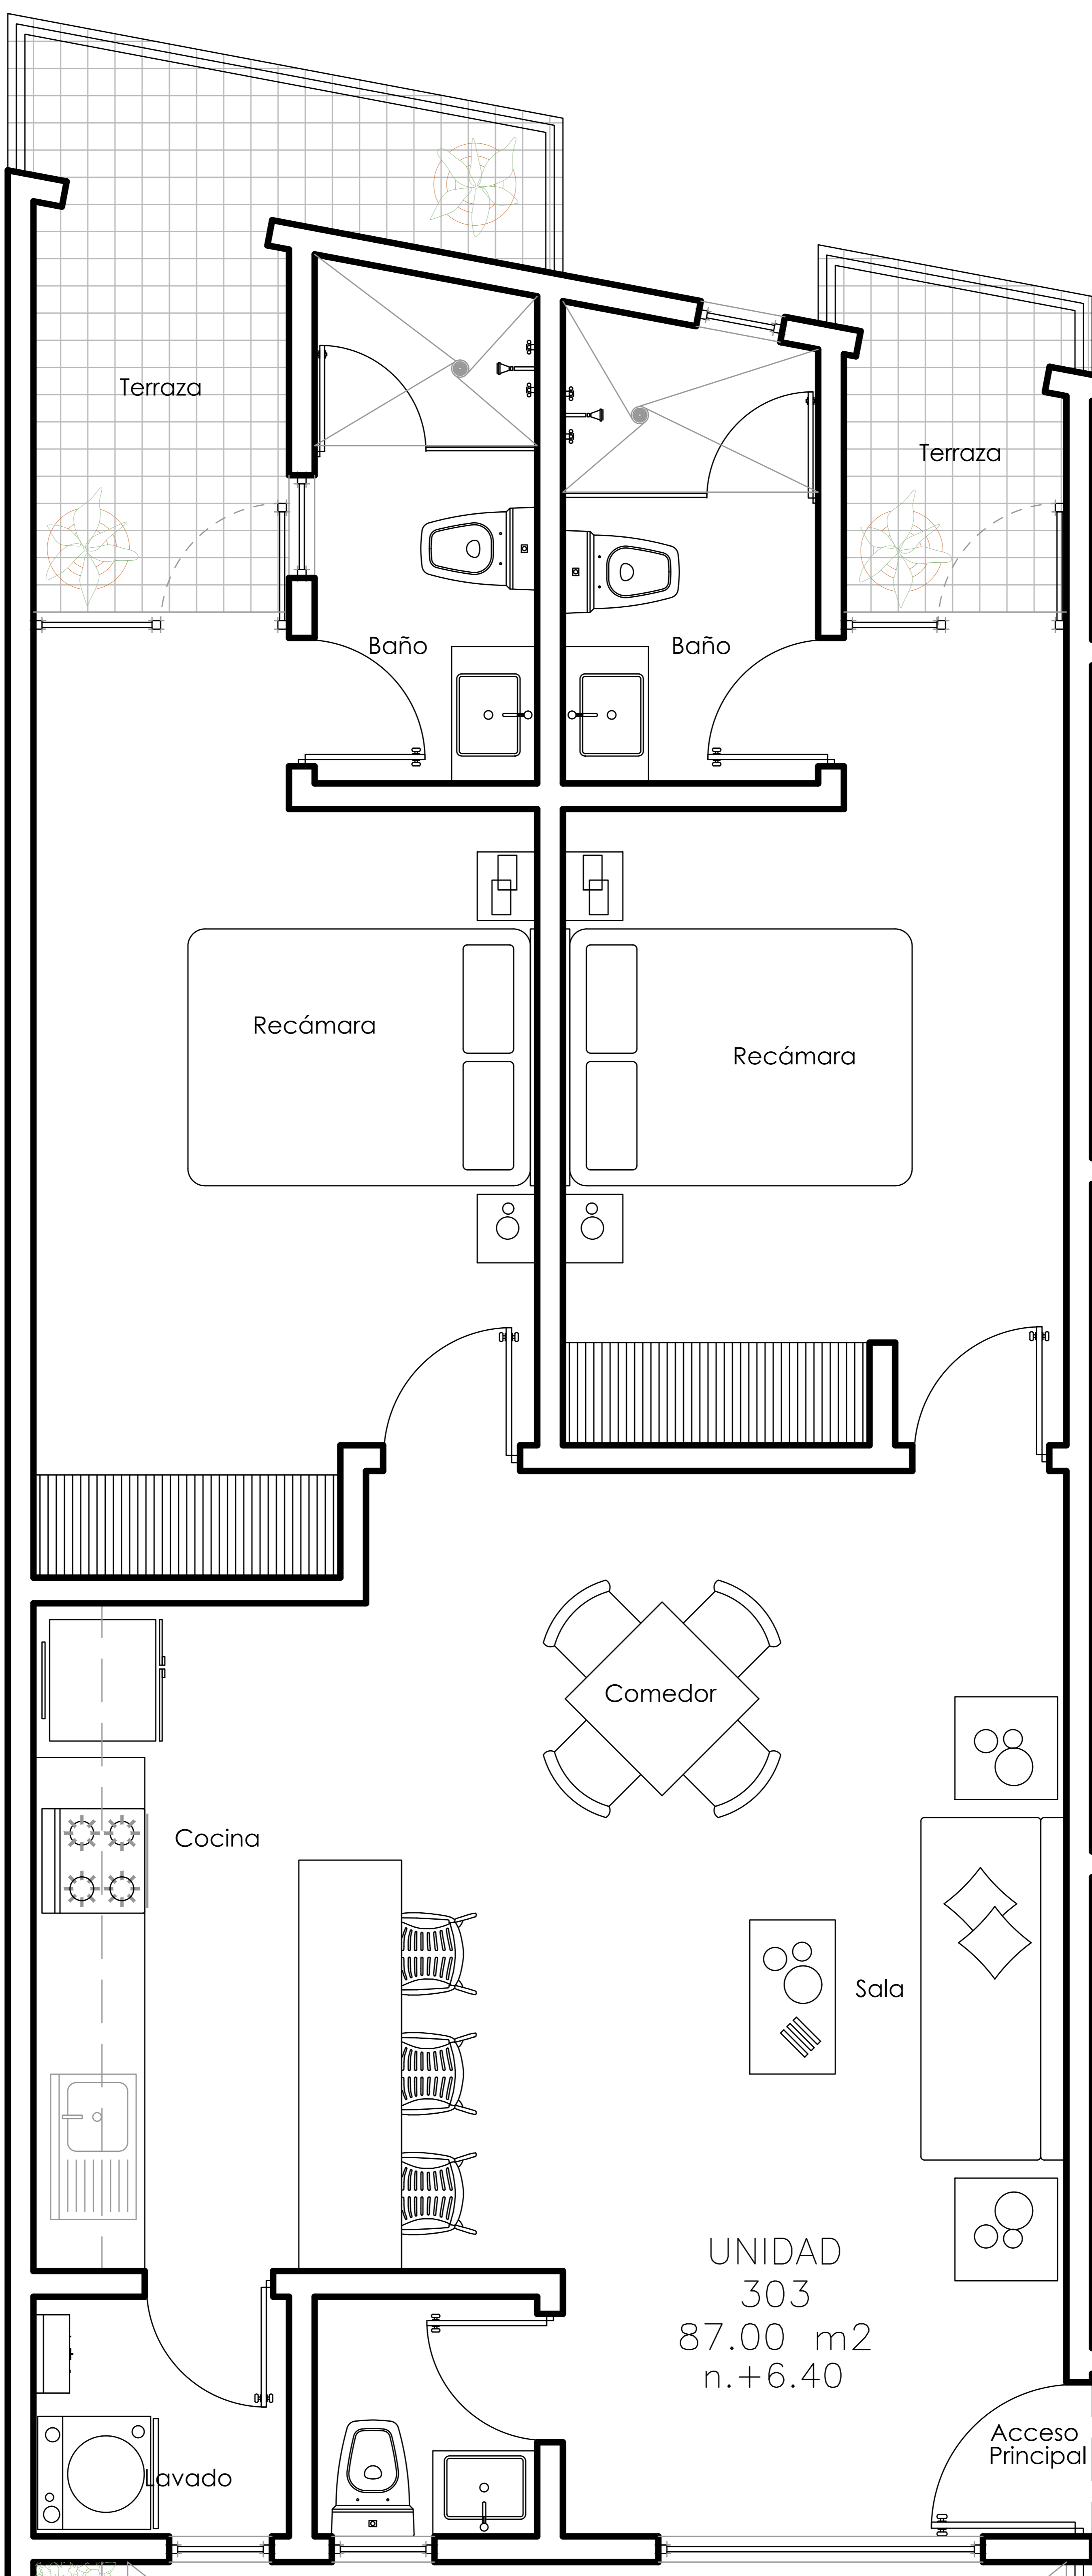 Terraza
Terraza
Baño
Baño
Recámara
Recámara
Comedor
Cocina
Sala
UNIDAD
303
87.00 m2
n.+6.40
Acceso
Principal
Lavado